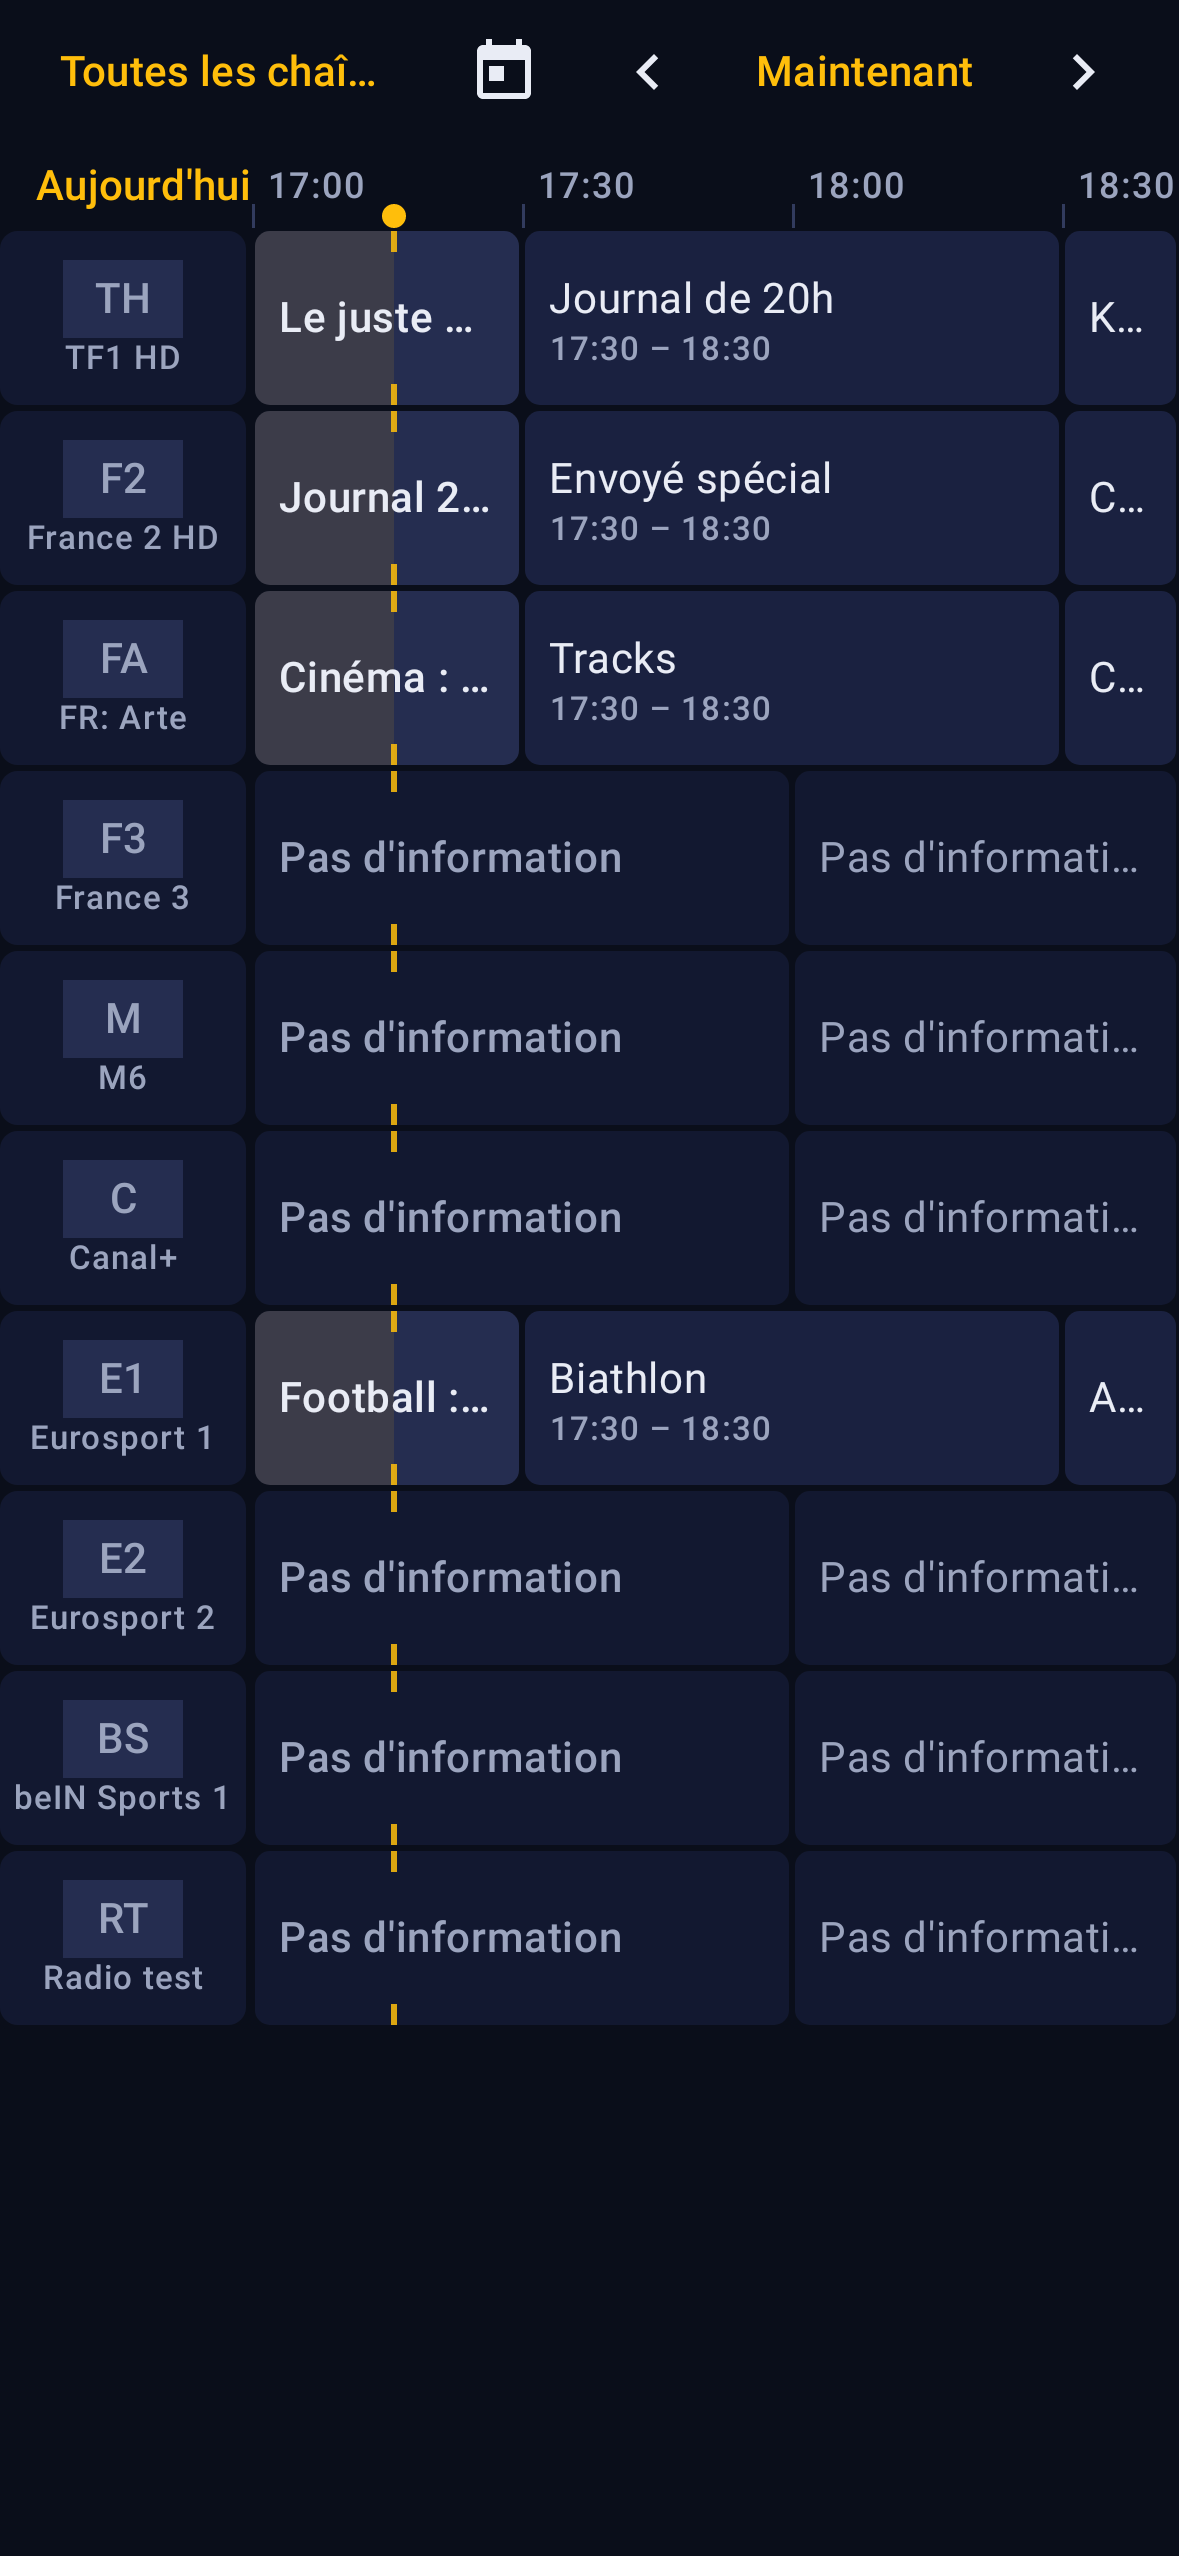 Toutes les chaî…
Maintenant
Aujourd'hui 17:00 17:30 18:00 18:30
TH
TF1 HD
Le juste …
Journal de 20h
17:30 – 18:30
K…
F2
France 2 HD
Journal 2…
Envoyé spécial
17:30 – 18:30
C…
FA
FR: Arte
Cinéma : …
Tracks
17:30 – 18:30
C…
F3
France 3
Pas d'information
Pas d'informati…
M
M6
Pas d'information
Pas d'informati…
C
Canal+
Pas d'information
Pas d'informati…
E1
Eurosport 1
Football :…
Biathlon
17:30 – 18:30
A…
E2
Eurosport 2
Pas d'information
Pas d'informati…
BS
beIN Sports 1
Pas d'information
Pas d'informati…
RT
Radio test
Pas d'information
Pas d'informati…